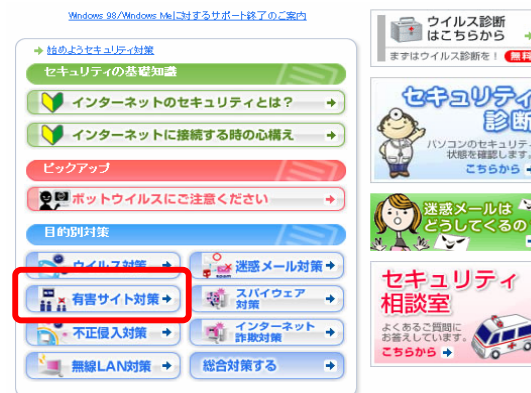 Windows 98/Windows Meに対するサポート終了のご案内
始めようセキュリティ対策
セキュリティの基礎知識
インターネットのセキュリティとは？
インターネットに接続する時の心構え
ピックアップ
ボットウイルスにご注意ください
目的別対策
ウイルス対策
迷惑メール対策
有害サイト対策
スパイウェア
対策
不正侵入対策
インターネット
詐欺対策
無線LAN対策
総合対策する
ウイルス診断
はこちらから
まずはウイルス診断を！ 無料
セキュリティ
診断
パソコンのセキュリティ
状態を確認します。
こちらから
迷惑メールは
どうしてくるの
セキュリティ
相談室
よくあるご質問に
お答えしています。
こちらから